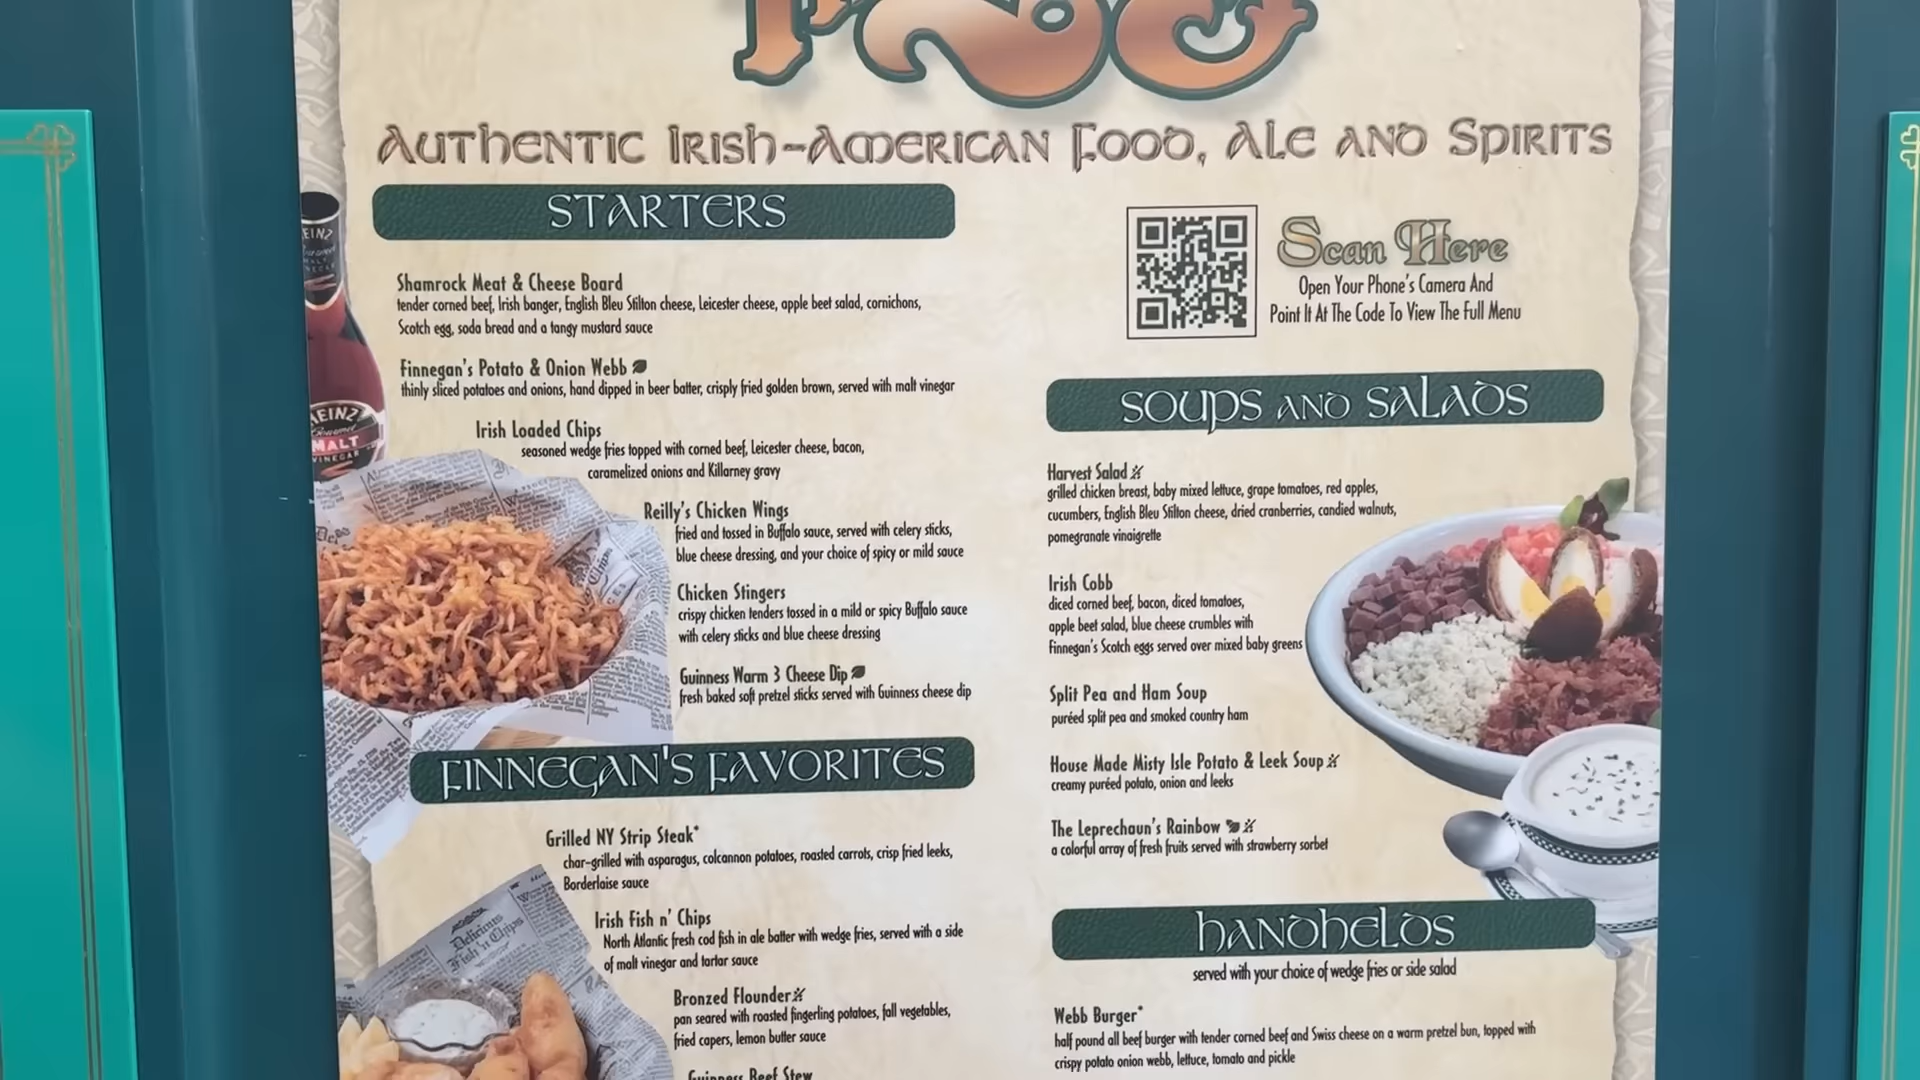 Authentic Irish-American Food, Ale and Spirits
STARTERS
Shamrock Meat & Cheese Board
tender corned beef, Irish banger, English Bleu Stilton cheese, Leicester cheese, apple beet salad, cornichons,
Scotch egg, soda bread and a tangy mustard sauce
Finnegan's Potato & Onion Webb
thinly sliced potatoes and onions, hand dipped in beer batter, crisply fried golden brown, served with malt vinegar
Irish Loaded Chips
seasoned wedge fries topped with corned beef, Leicester cheese, bacon,
caramelized onions and Killarney gravy
Reilly's Chicken Wings
fried and tossed in Buffalo sauce, served with celery sticks,
blue cheese dressing, and your choice of spicy or mild sauce
Chicken Stingers
crispy chicken tenders tossed in a mild or spicy Buffalo sauce
with celery sticks and blue cheese dressing
Guinness Warm 3 Cheese Dip
fresh baked soft pretzel sticks served with Guinness cheese dip
FINNEGAN'S FAVORITES
Grilled NY Strip Steak*
char-grilled with asparagus, colcannon potatoes, roasted carrots, crisp fried leeks,
Borderlaise sauce
Irish Fish n' Chips
North Atlantic fresh cod fish in ale batter with wedge fries, served with a side
of malt vinegar and tartar sauce
Bronzed Flounder
pan seared with roasted fingerling potatoes, fall vegetables,
fried capers, lemon butter sauce
Guinness Beef Stew
Scan Here
Open Your Phone's Camera And
Point It At The Code To View The Full Menu
SOUPS AND SALADS
Harvest Salad
grilled chicken breast, baby mixed lettuce, grape tomatoes, red apples,
cucumbers, English Bleu Stilton cheese, dried cranberries, candied walnuts,
pomegranate vinaigrette
Irish Cobb
diced corned beef, bacon, diced tomatoes,
apple beet salad, blue cheese crumbles with
Finnegan's Scotch eggs served over mixed baby greens
Split Pea and Ham Soup
puréed split pea and smoked country ham
House Made Misty Isle Potato & Leek Soup
creamy puréed potato, onion and leeks
The Leprechaun's Rainbow
a colorful array of fresh fruits served with strawberry sorbet
HANDHELDS
served with your choice of wedge fries or side salad
Webb Burger*
half pound all beef burger with tender corned beef and Swiss cheese on a warm pretzel bun, topped with
crispy potato onion webb, lettuce, tomato and pickle
HEINZ
MALT
VINEGAR
Delicious
Fish 'n Chips